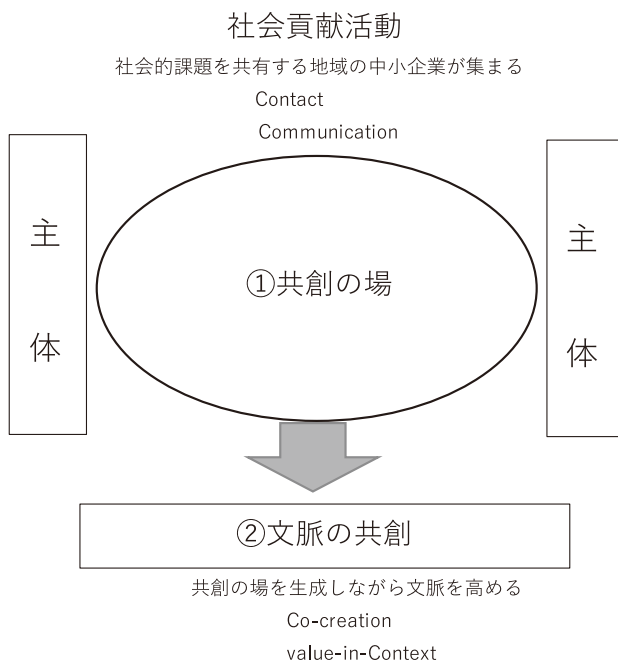 社会貢献活動
社会的課題を共有する地域の中小企業が集まる
Contact
Communication
主体
①共創の場
主体
②文脈の共創
共創の場を生成しながら文脈を高める
Co-creation
value-in-Context